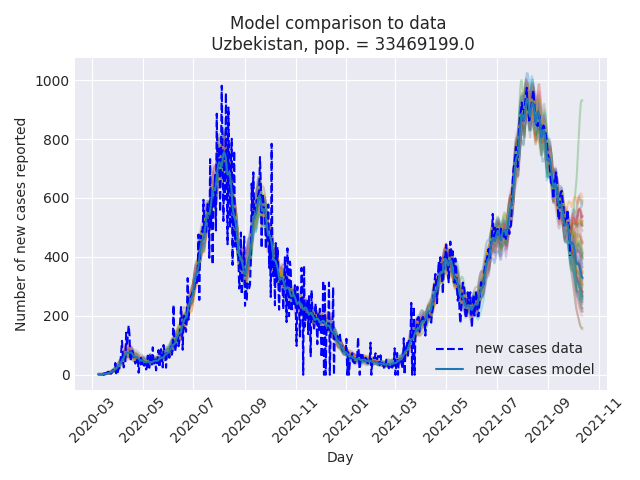 Model comparison to data
Uzbekistan, pop. = 33469199.0
Number of new cases reported
1000
800
600
400
200
0
new cases data
new cases model
2020-03
2020-05
2020-07
2020-09
2020-11
2021-01
2021-03
2021-05
2021-07
2021-09
2021-11
Day